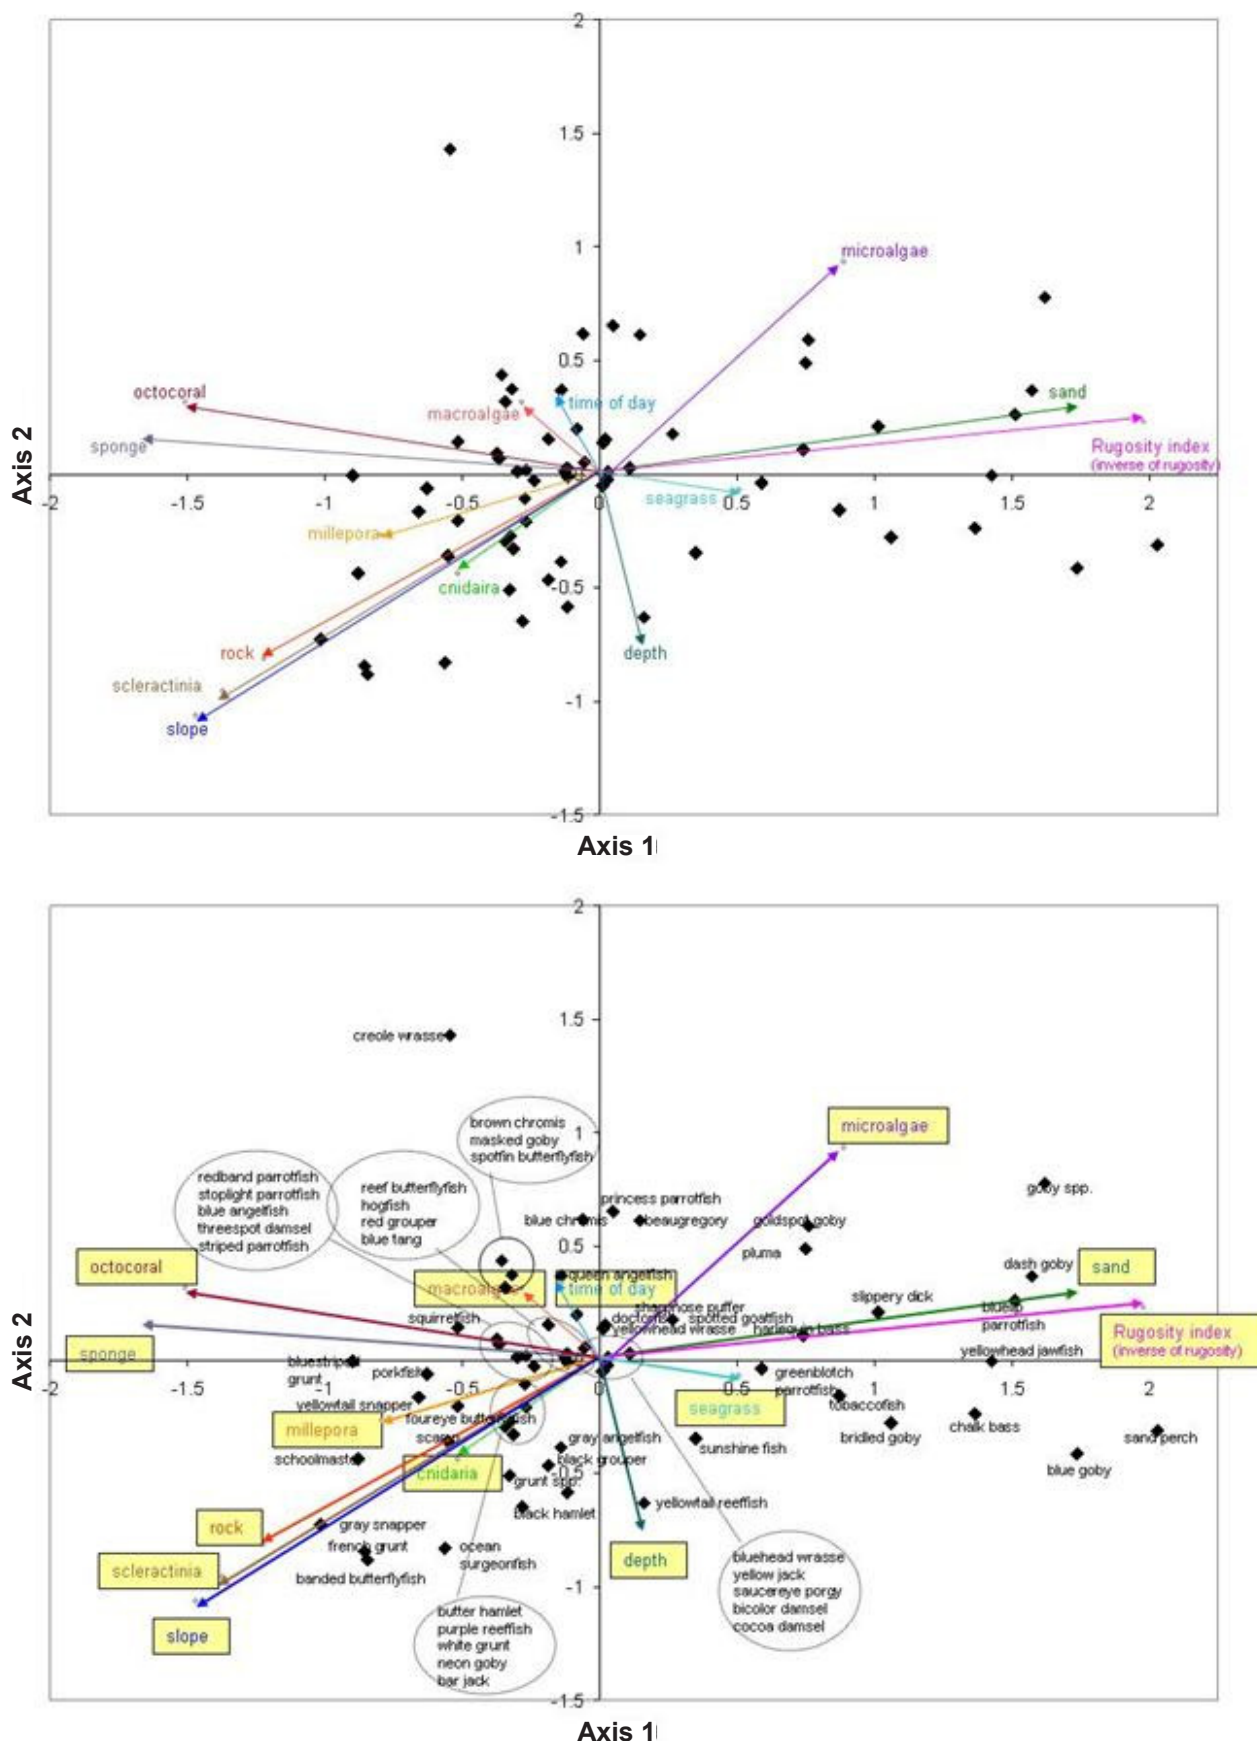 2
1.5
microalgae
1
0.5
octocoral
sand
time of day
macroalgae
Rugosity index
(inverse of rugosity)
sponge
Axis 2
-2
-1.5
-1
-0.5
0
0.5
1
1.5
2
seagrass
millepora
cnidaira
-0.5
rock
depth
scleractinia
-1
slope
-1.5
Axis 1
2
1.5
creole wrasse
brown chromis
masked goby
spotfin butterflyfish
1
microalgae
redband parrotfish
stoplight parrotfish
blue angelfish
threespot damsel
striped parrotfish
reef butterflyfish
hogfish
red grouper
blue tang
goby spp.
princess parrotfish
blue chromis
beaugregory
goldspot goby
0.5
pluma
octocoral
dash goby
sand
queen angelfish
macroalgae
time of day
slippery dick
sharpnose puffer
squirrelfish
doctorfish
spotted goatfish
bluelip
parrotfish
yellowhead wrasse
harlequin bass
Rugosity index
(inverse of rugosity)
sponge
yellowhead jawfish
Axis 2
bluestriped
grunt
porkfish
greenblotch
parrotfish
-2
-1.5
-1
-0.5
0
0.5
1
1.5
2
yellowtail snapper
seagrass
tobaccofish
foureye butterflyfish
millepora
scamp
gray angelfish
bridled goby
chalk bass
sand perch
sunshine fish
schoolmaster
black grouper
blue goby
cnidaria
-0.5
grunt spp.
black hamlet
yellowtail reeffish
rock
gray snapper
french grunt
ocean
surgeonfish
depth
scleractinia
banded butterflyfish
bluehead wrasse
yellow jack
saucereye porgy
bicolor damsel
cocoa damsel
-1
slope
butter hamlet
purple reeffish
white grunt
neon goby
bar jack
-1.5
Axis 1